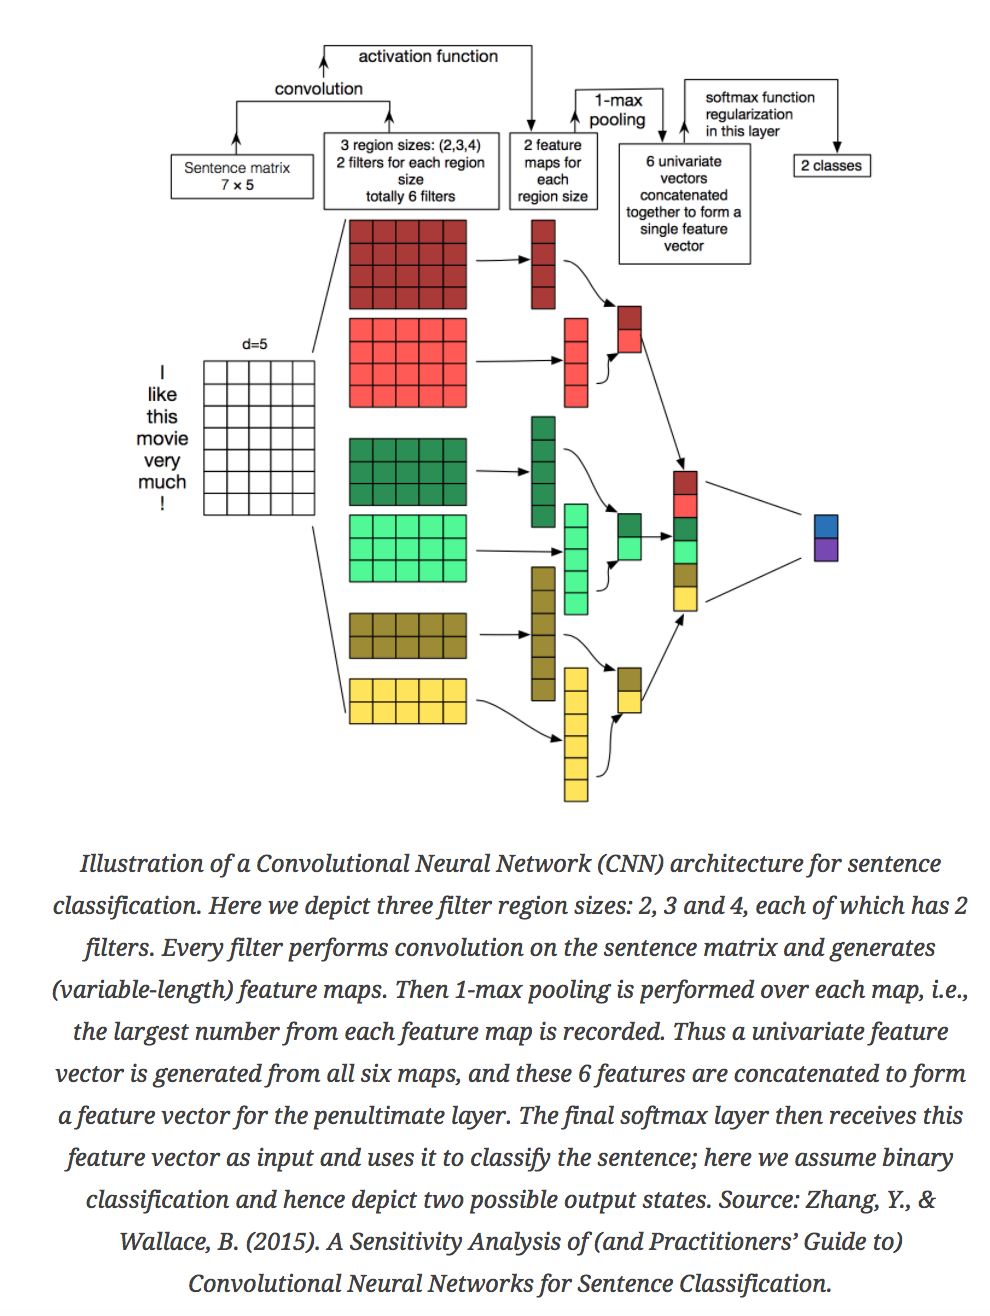 activation function
convolution
1-max
pooling
softmax function
regularization
in this layer
Sentence matrix
7 × 5
3 region sizes: (2,3,4)
2 filters for each region
size
totally 6 filters
2 feature
maps for
each
region size
6 univariate
vectors
concatenated
together to form a
single feature
vector
2 classes
d=5
I
like
this
movie
very
much
!
Illustration of a Convolutional Neural Network (CNN) architecture for sentence
classification. Here we depict three filter region sizes: 2, 3 and 4, each of which has 2
filters. Every filter performs convolution on the sentence matrix and generates
(variable-length) feature maps. Then 1-max pooling is performed over each map, i.e.,
the largest number from each feature map is recorded. Thus a univariate feature
vector is generated from all six maps, and these 6 features are concatenated to form
a feature vector for the penultimate layer. The final softmax layer then receives this
feature vector as input and uses it to classify the sentence; here we assume binary
classification and hence depict two possible output states. Source: Zhang, Y., &
Wallace, B. (2015). A Sensitivity Analysis of (and Practitioners’ Guide to)
Convolutional Neural Networks for Sentence Classification.